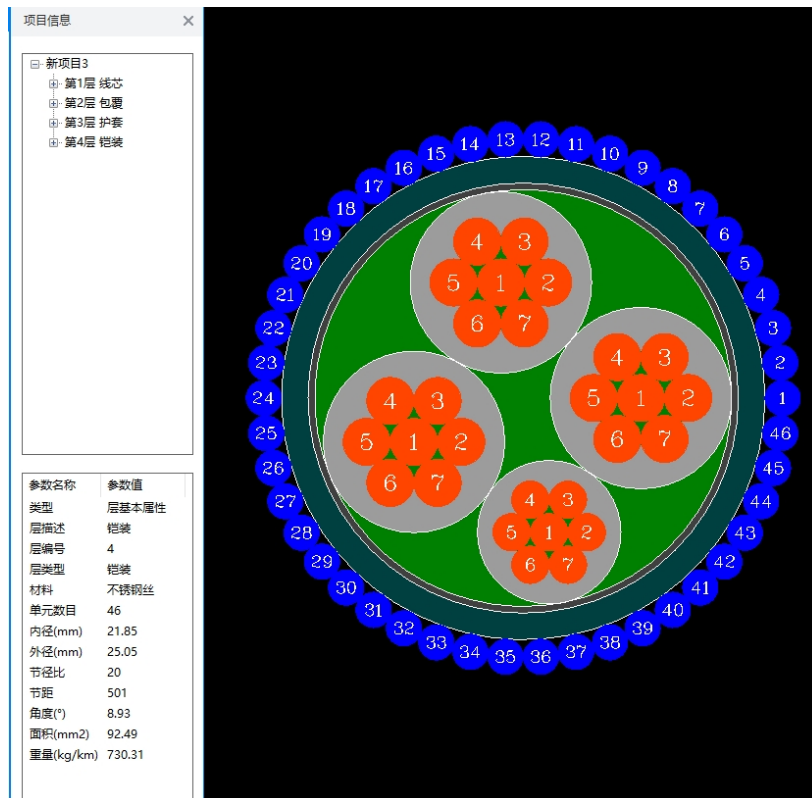 项目信息
新项目3
第1层 线芯
第2层 包覆
第3层 护套
第4层 铠装
参数名称 参数值
类型 层基本属性
层描述 铠装
层编号 4
层类型 铠装
材料 不锈钢丝
单元数目 46
内径(mm) 21.85
外径(mm) 25.05
节径比 20
节距 501
角度(°) 8.93
面积(mm2) 92.49
重量(kg/km) 730.31
13 12
14 11
15 10
16 9
17 8
18 7
19 6
20 5
21 4
22 3
23 2
24 1
25 46
26 45
27 44
28 43
29 42
30 41
31 40
32 39
33 38
34 35 36 37
4 3
5 1 2
6 7
4 3
5 1 2
6 7
4 3
5 1 2
6 7
4 3
5 1 2
6 7